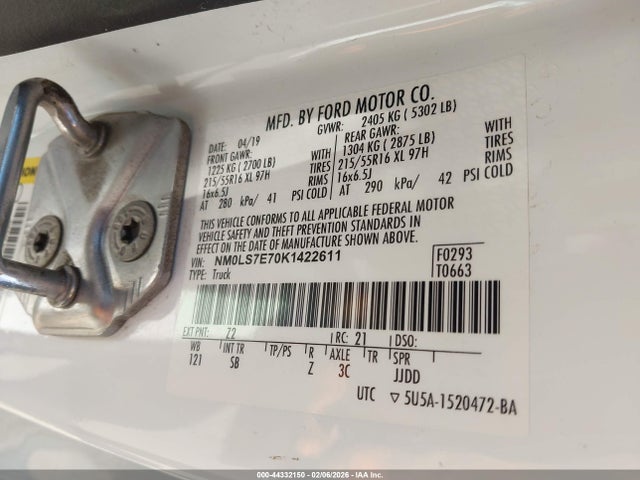 MFD. BY FORD MOTOR CO.
DATE: 04/19 GVWR: 2405 KG ( 5302 LB)
FRONT GAWR: REAR GAWR:
1225 KG ( 2700 LB) WITH 1304 KG ( 2875 LB) WITH
215/55R16 XL 97H TIRES 215/55R16 XL 97H TIRES
16x6.5J RIMS 16x6.5J RIMS
AT 280 kPa/ 41 PSI COLD AT 290 kPa/ 42 PSI COLD
THIS VEHICLE CONFORMS TO ALL APPLICABLE FEDERAL MOTOR
VEHICLE SAFETY AND THEFT PREVENTION STANDARDS IN
EFFECT ON THE DATE OF MANUFACTURE SHOWN ABOVE.
VIN: NM0LS7E70K1422611 F0293
TYPE: Truck T0663
EXT PNT: Z2 RC: 21 DSO:
WB INT TR TP/PS R AXLE TR SPR
121 SB Z 3C JJDD
UTC ▽ 5U5A-1520472-BA
000-44332150 - 02/06/2026 - IAA Inc.